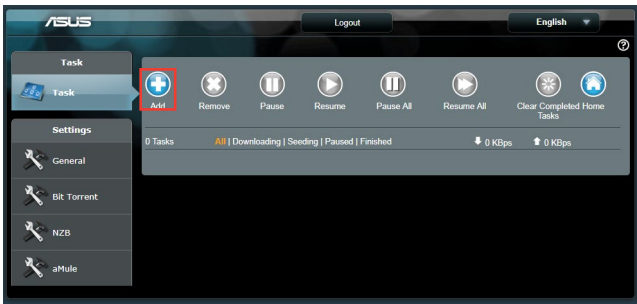 ASUS
Logout
English
Task
Task
Settings
General
Bit Torrent
NZB
aMule
Add
Remove
Pause
Resume
Pause All
Resume All
Clear Completed Tasks
Home
0 Tasks
All | Downloading | Seeding | Paused | Finished
0 KBps
0 KBps